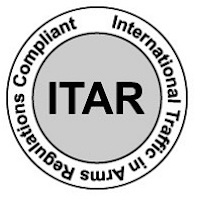 ITAR
International Traffic in Arms Regulations Compliant